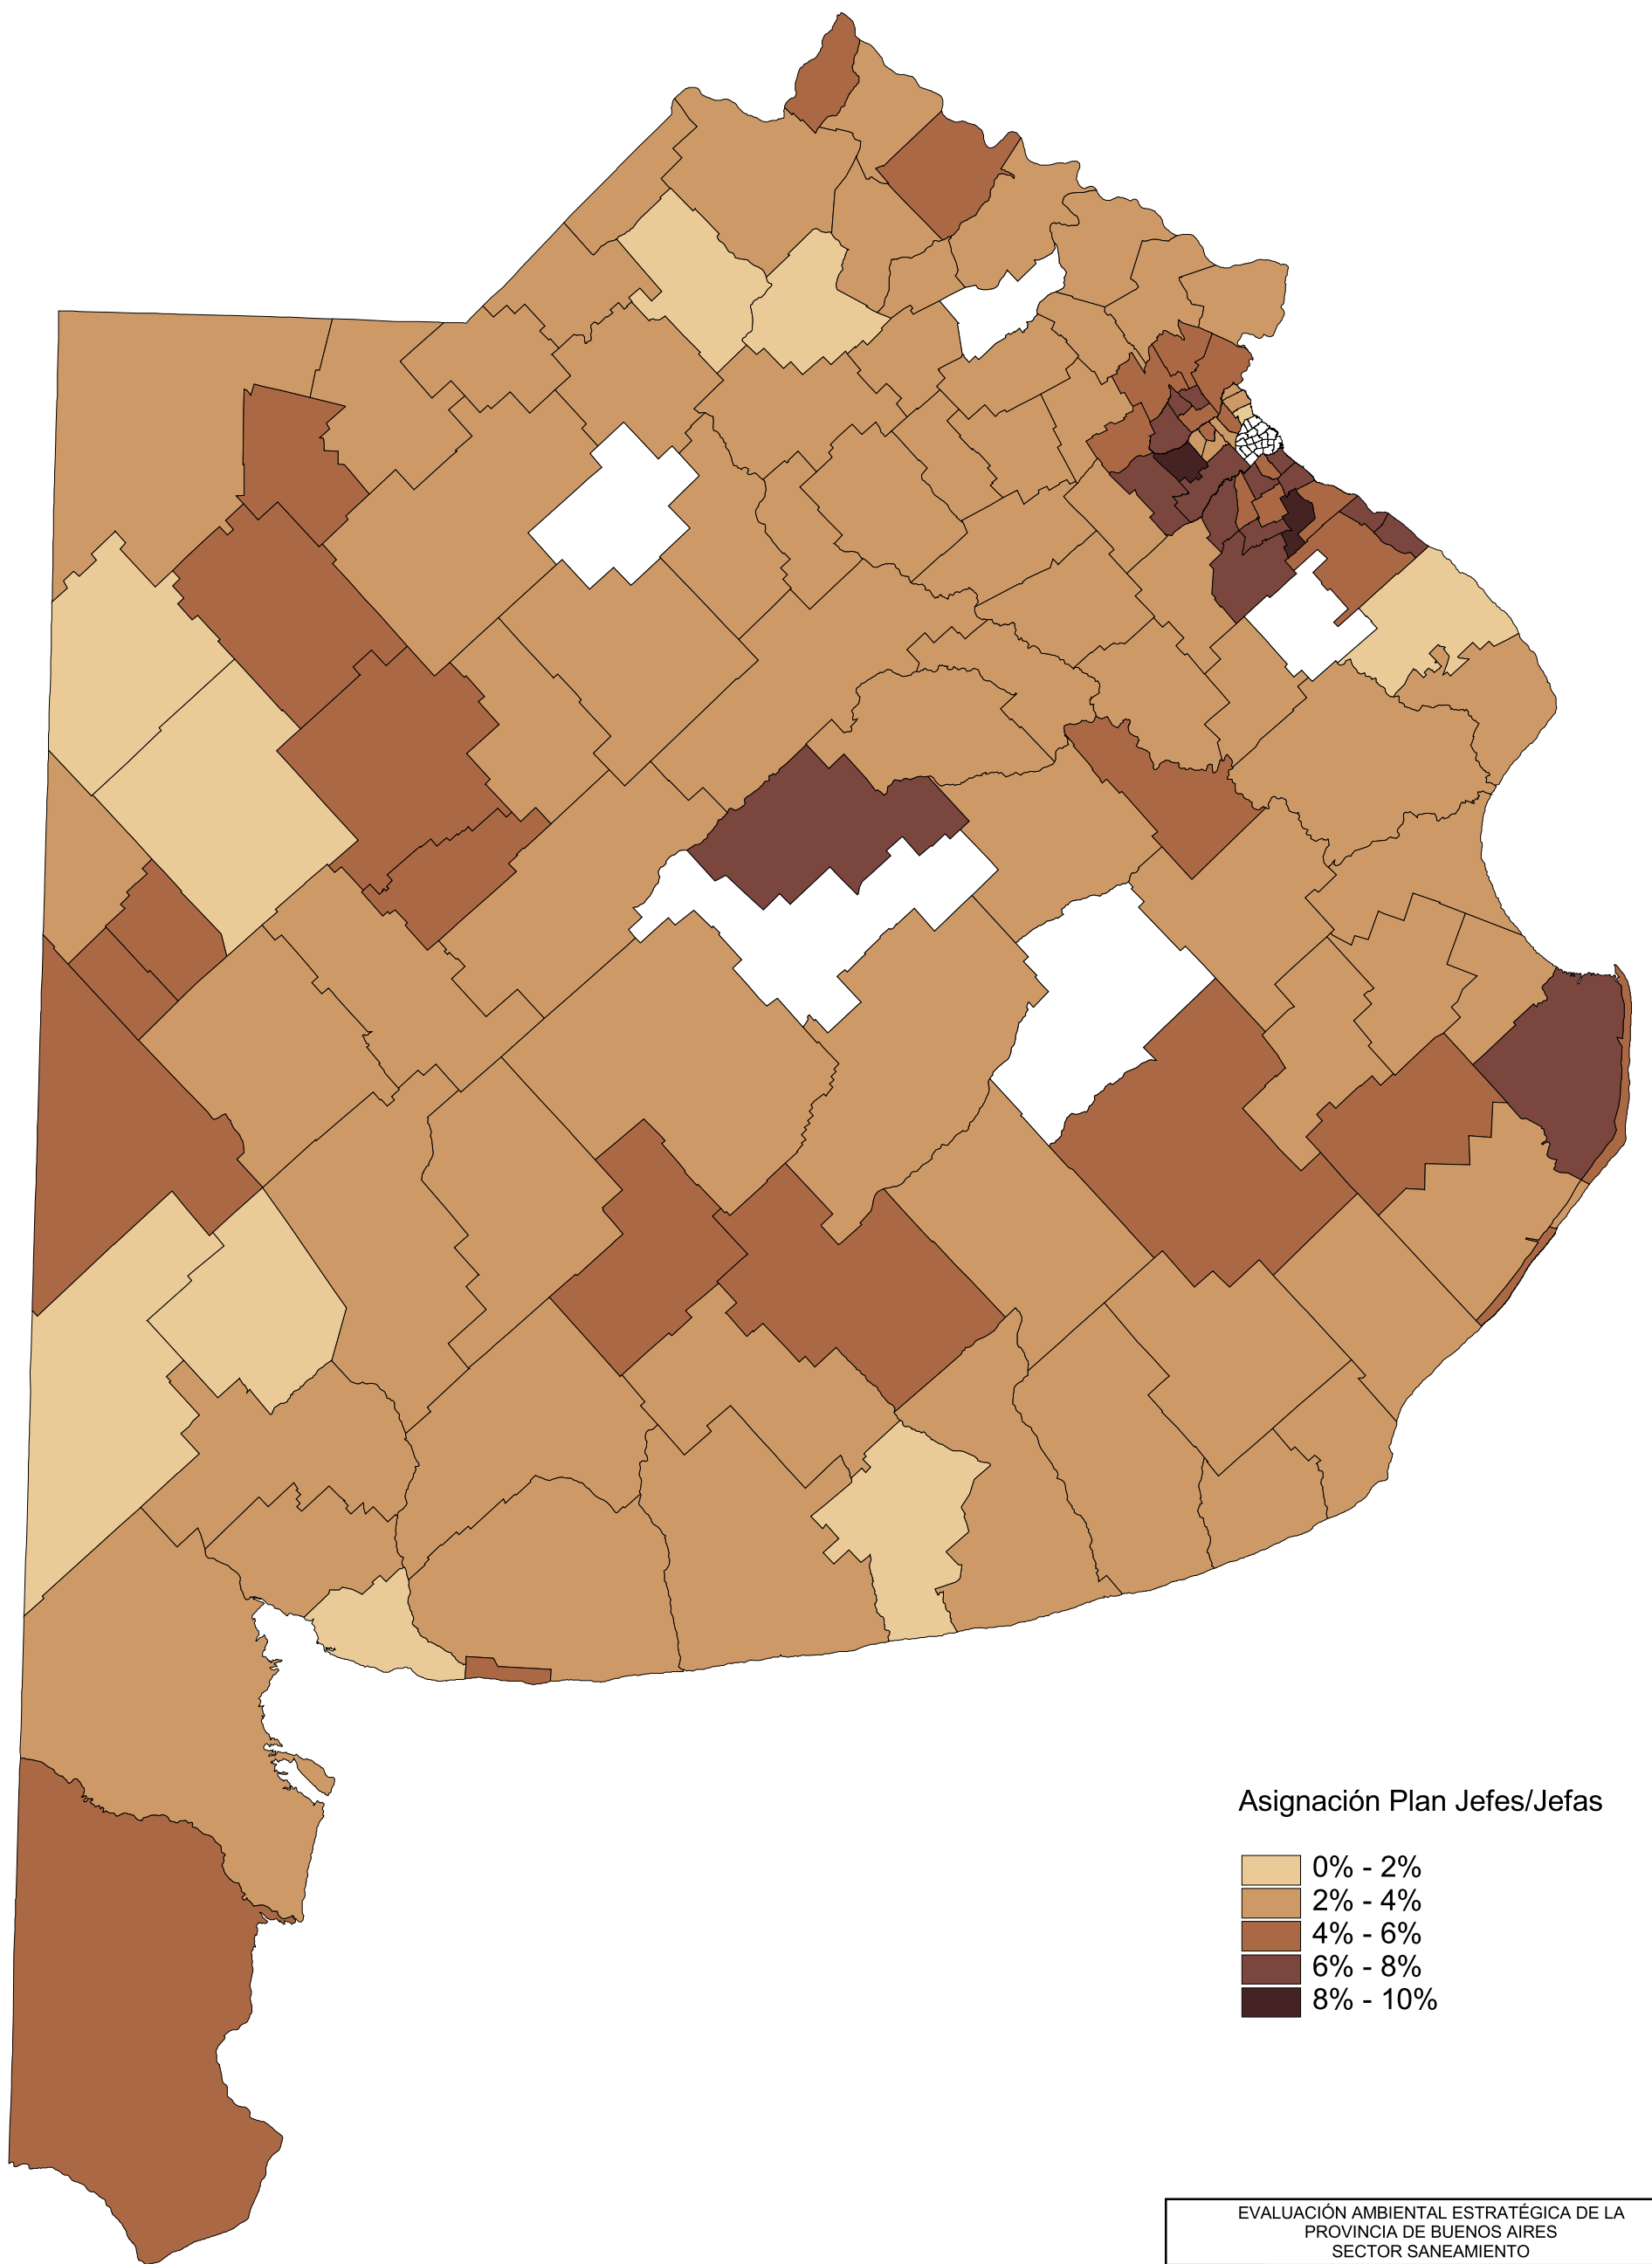 Asignación Plan Jefes/Jefas
0% - 2%
2% - 4%
4% - 6%
6% - 8%
8% - 10%
EVALUACIÓN AMBIENTAL ESTRATÉGICA DE LA
PROVINCIA DE BUENOS AIRES
SECTOR SANEAMIENTO